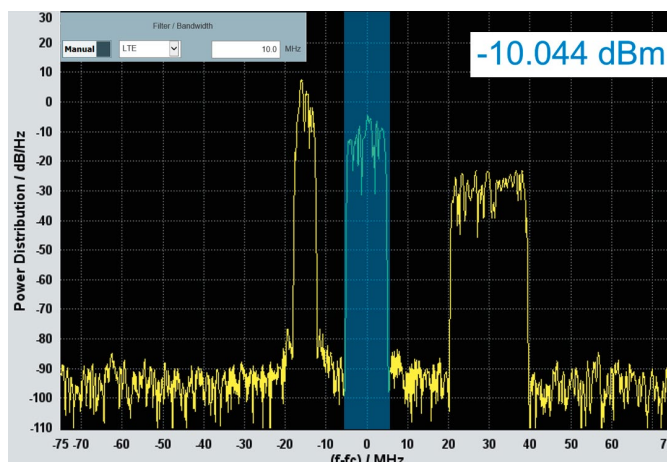 Filter / Bandwidth
Manual LTE 10.0 MHz
-10.044 dBm
Power Distribution / dB/Hz
30
20
10
0
-10
-20
-30
-40
-50
-60
-70
80
-90
-100
-110
-75 -70 -60 -50 -40 -30 -20 -10 0 10 20 30 40 50 60
(f-fc) / MHz